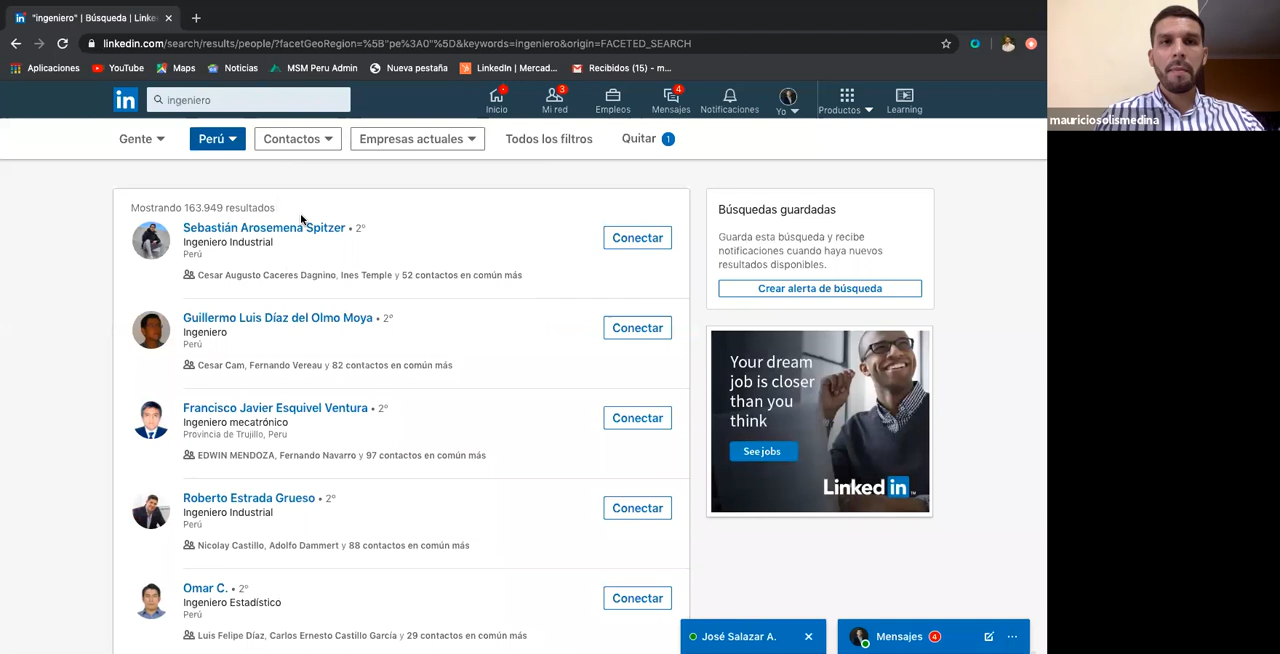 "ingeniero" | Búsqueda | Linke
linkedin.com/search/results/people/?facetGeoRegion=%5B"pe%3A0"%5D&keywords=ingeniero&origin=FACETED_SEARCH
Aplicaciones YouTube Maps Noticias MSM Peru Admin Nueva pestaña LinkedIn | Mercad... Recibidos (15) - m...
in ingeniero
Inicio 3 Mi red Empleos 4 Mensajes Notificaciones Yo Productos Learning
mauriciosolismedina
Gente Perú Contactos Empresas actuales Todos los filtros Quitar 1
Mostrando 163.949 resultados
Sebastián Arosemena Spitzer • 2º
Ingeniero Industrial
Perú
Cesar Augusto Caceres Dagnino, Ines Temple y 52 contactos en común más
Conectar
Guillermo Luis Díaz del Olmo Moya • 2º
Ingeniero
Perú
Cesar Cam, Fernando Vereau y 82 contactos en común más
Conectar
Francisco Javier Esquivel Ventura • 2º
Ingeniero mecatrónico
Provincia de Trujillo, Peru
EDWIN MENDOZA, Fernando Navarro y 97 contactos en común más
Conectar
Roberto Estrada Grueso • 2º
Ingeniero Industrial
Perú
Nicolay Castillo, Adolfo Dammert y 88 contactos en común más
Conectar
Omar C. • 2º
Ingeniero Estadístico
Perú
Luis Felipe Díaz, Carlos Ernesto Castillo García y 29 contactos en común más
Conectar
Búsquedas guardadas
Guarda esta búsqueda y recibe
notificaciones cuando haya nuevos
resultados disponibles.
Crear alerta de búsqueda
Your dream
job is closer
than you
think
See jobs
Linked in
José Salazar A.
Mensajes 4